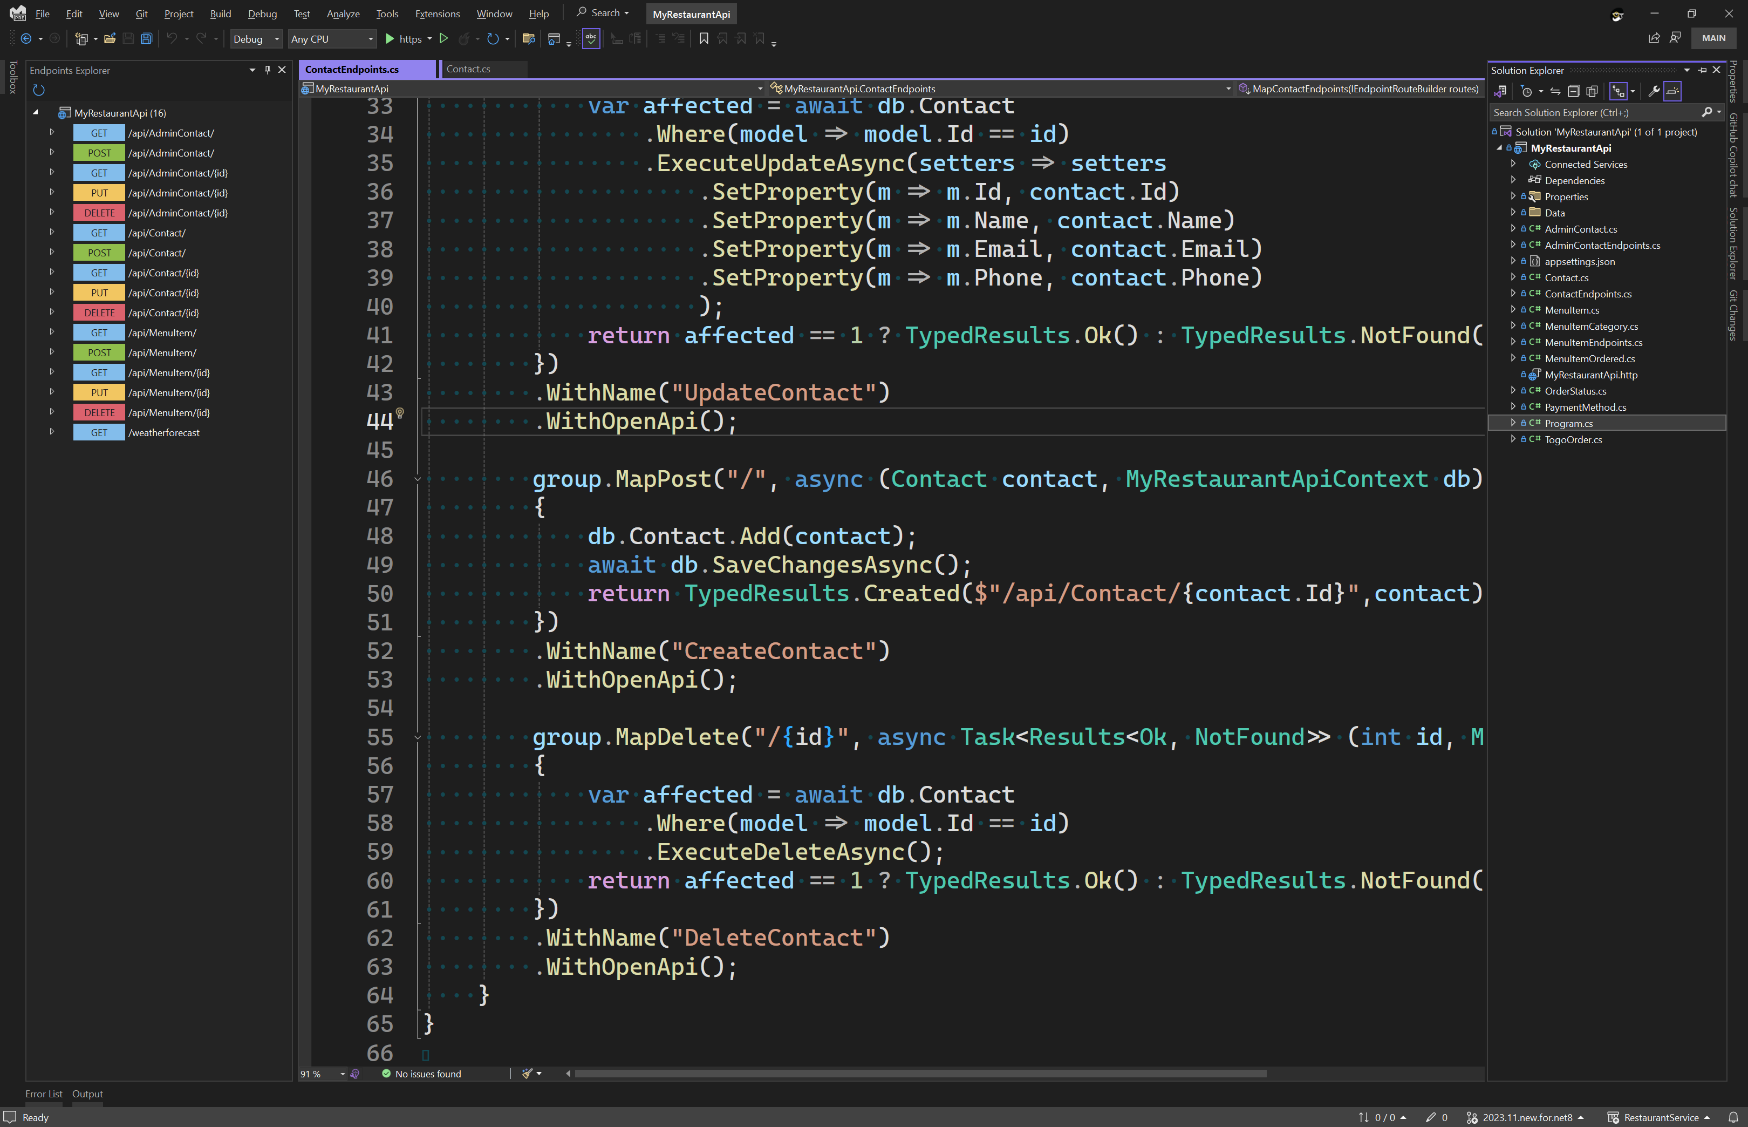 File Edit View Git Project Build Debug Test Analyze Tools Extensions Window Help Search MyRestaurantApi
Debug Any CPU https MAIN
Toolbox
Endpoints Explorer
MyRestaurantApi (16)
GET /api/AdminContact/
POST /api/AdminContact/
GET /api/AdminContact/{id}
PUT /api/AdminContact/{id}
DELETE /api/AdminContact/{id}
GET /api/Contact/
POST /api/Contact/
GET /api/Contact/{id}
PUT /api/Contact/{id}
DELETE /api/Contact/{id}
GET /api/MenuItem/
POST /api/MenuItem/
GET /api/MenuItem/{id}
PUT /api/MenuItem/{id}
DELETE /api/MenuItem/{id}
GET /weatherforecast
ContactEndpoints.cs Contact.cs
MyRestaurantApi MyRestaurantApi.ContactEndpoints MapContactEndpoints(IEndpointRouteBuilder routes)
33 var affected = await db.Contact
34 .Where(model => model.Id == id)
35 .ExecuteUpdateAsync(setters => setters
36 .SetProperty(m => m.Id, contact.Id)
37 .SetProperty(m => m.Name, contact.Name)
38 .SetProperty(m => m.Email, contact.Email)
39 .SetProperty(m => m.Phone, contact.Phone)
40 );
41 return affected == 1 ? TypedResults.Ok() : TypedResults.NotFound(
42 })
43 .WithName("UpdateContact")
44 .WithOpenApi();
45
46 group.MapPost("/", async (Contact contact, MyRestaurantApiContext db)
47 {
48 db.Contact.Add(contact);
49 await db.SaveChangesAsync();
50 return TypedResults.Created($"/api/Contact/{contact.Id}",contact)
51 })
52 .WithName("CreateContact")
53 .WithOpenApi();
54
55 group.MapDelete("/{id}", async Task<Results<Ok, NotFound>> (int id, M
56 {
57 var affected = await db.Contact
58 .Where(model => model.Id == id)
59 .ExecuteDeleteAsync();
60 return affected == 1 ? TypedResults.Ok() : TypedResults.NotFound(
61 })
62 .WithName("DeleteContact")
63 .WithOpenApi();
64 }
65 }
66
91 % No issues found
Solution Explorer
Search Solution Explorer (Ctrl+;)
Solution 'MyRestaurantApi' (1 of 1 project)
MyRestaurantApi
Connected Services
Dependencies
Properties
Data
C# AdminContact.cs
C# AdminContactEndpoints.cs
appsettings.json
C# Contact.cs
C# ContactEndpoints.cs
C# MenuItem.cs
C# MenuItemCategory.cs
C# MenuItemEndpoints.cs
C# MenuItemOrdered.cs
MyRestaurantApi.http
C# OrderStatus.cs
C# PaymentMethod.cs
C# Program.cs
C# TogoOrder.cs
Properties
GitHub Copilot chat
Solution Explorer
Git Changes
Error List Output
Ready 0 / 0 0 2023.11.new.for.net8 RestaurantService